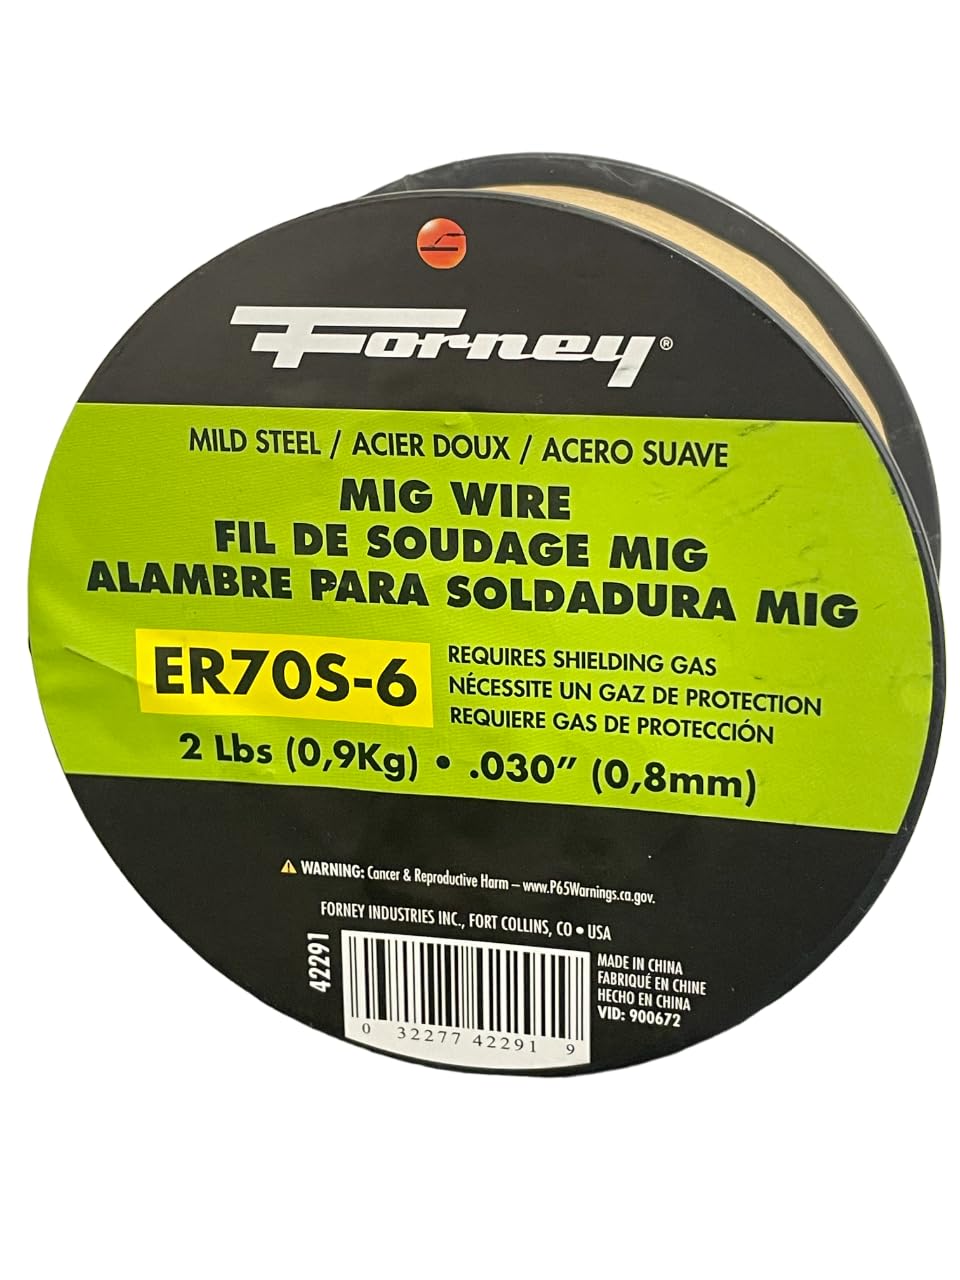 Forney®
MILD STEEL / ACIER DOUX / ACERO SUAVE
MIG WIRE
FIL DE SOUDAGE MIG
ALAMBRE PARA SOLDADURA MIG
ER70S-6
REQUIRES SHIELDING GAS
NÉCESSITE UN GAZ DE PROTECTION
REQUIERE GAS DE PROTECCIÓN
2 Lbs (0,9Kg) • .030” (0,8mm)
WARNING: Cancer & Reproductive Harm – www.P65Warnings.ca.gov.
FORNEY INDUSTRIES INC., FORT COLLINS, CO • USA
42291
0 32277 42291 9
MADE IN CHINA
FABRIQUÉ EN CHINE
HECHO EN CHINA
VID: 900672